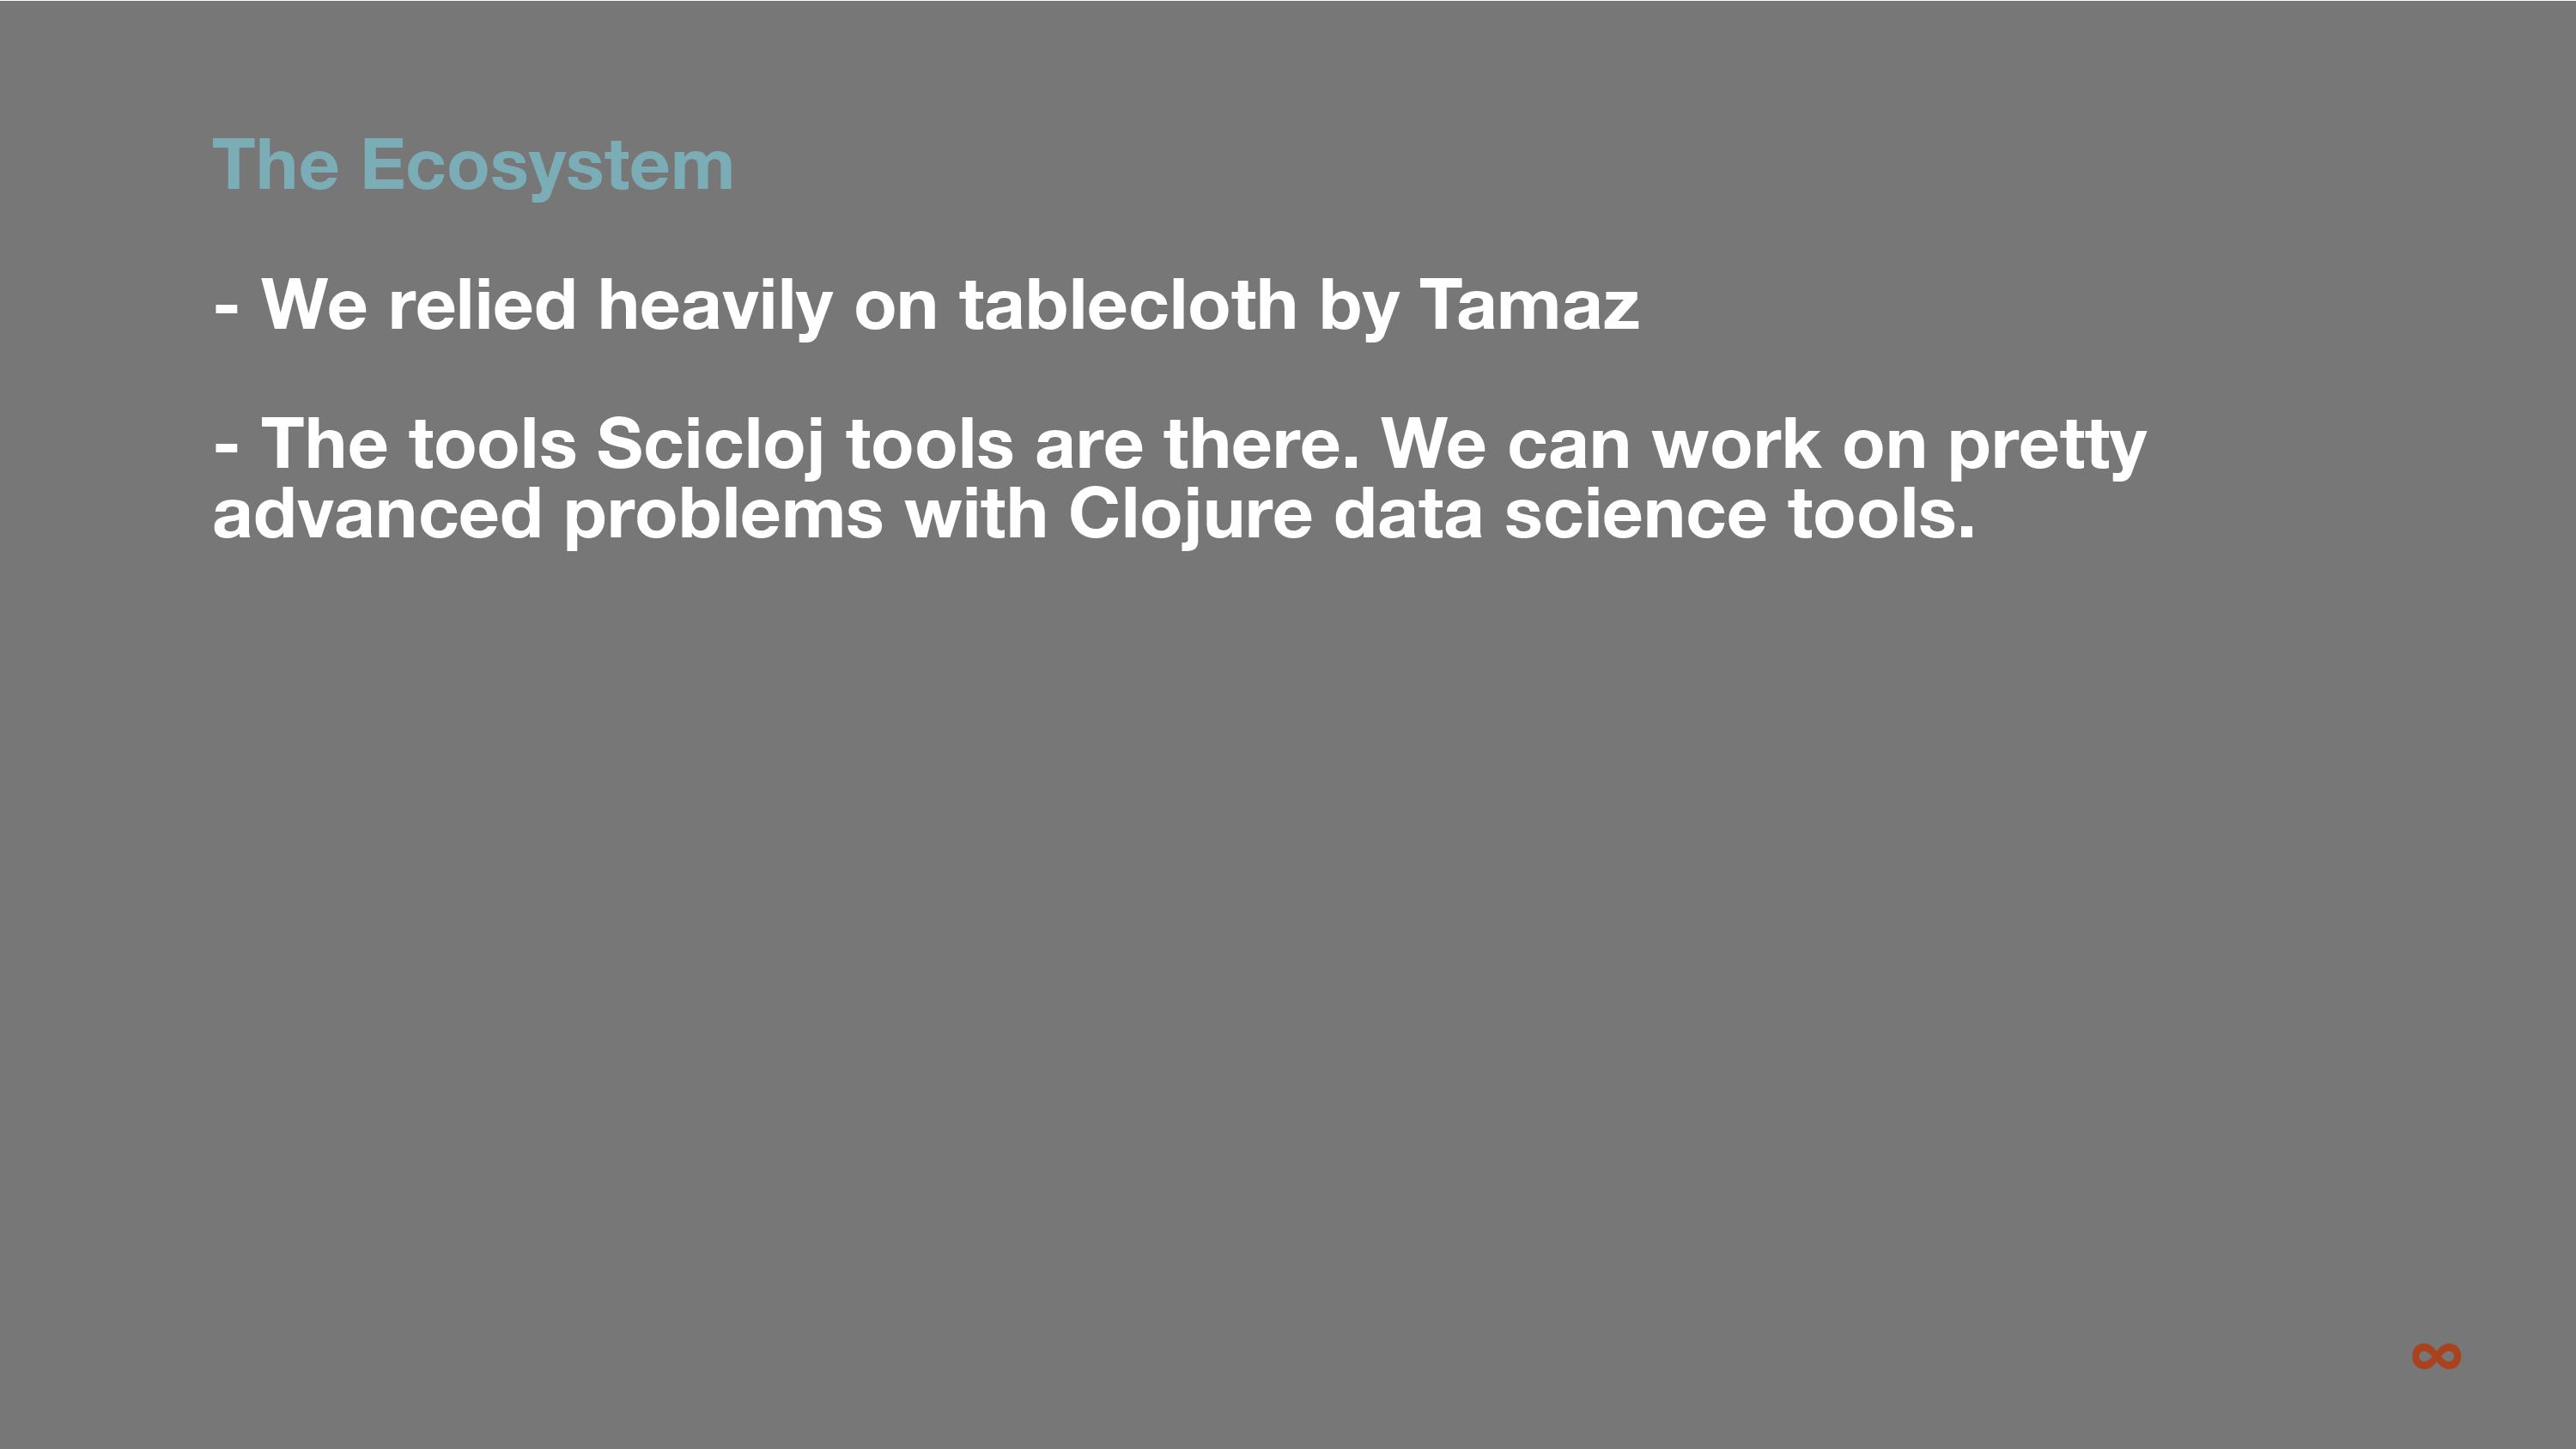 The Ecosystem
- We relied heavily on tablecloth by Tamaz
- The tools Scicloj tools are there. We can work on pretty
advanced problems with Clojure data science tools.
∞